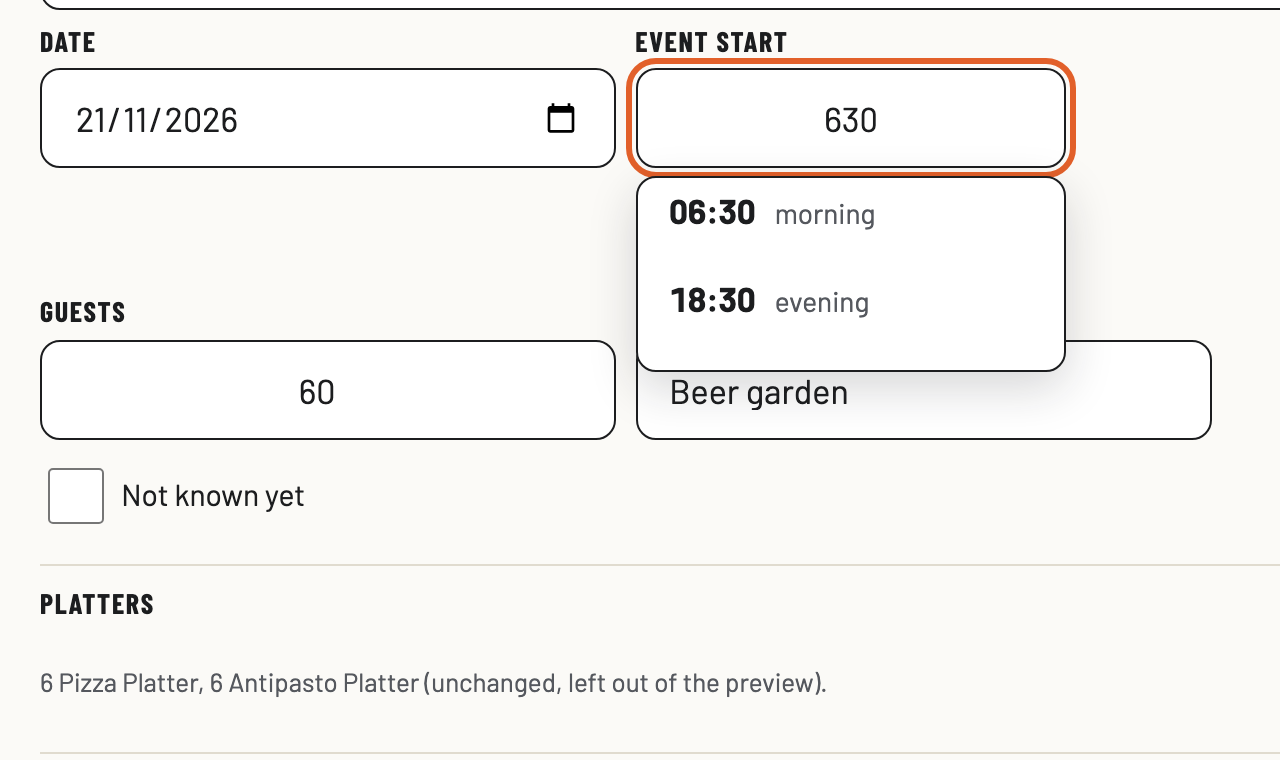 DATE
EVENT START
21/11/2026
630
06:30 morning
18:30 evening
GUESTS
60
Beer garden
Not known yet
PLATTERS
6 Pizza Platter, 6 Antipasto Platter (unchanged, left out of the preview).